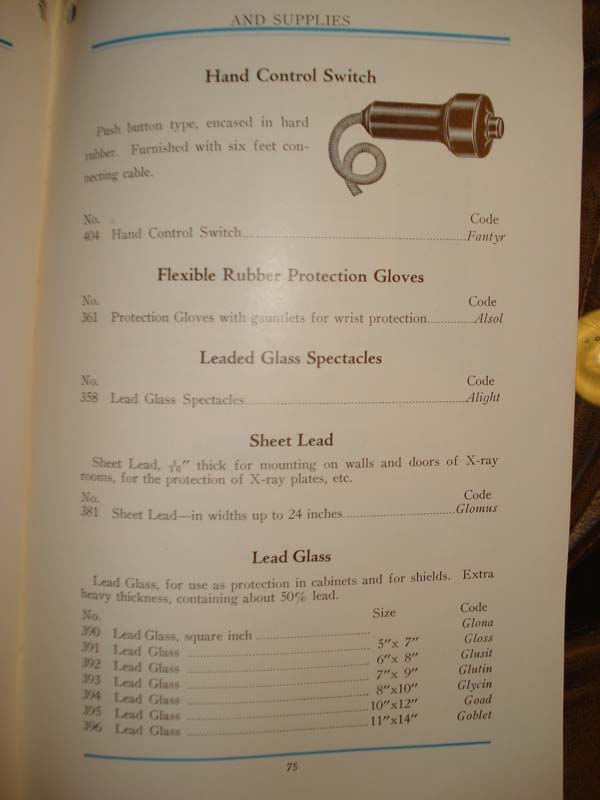 AND SUPPLIES
Hand Control Switch
Push button type, encased in hard
rubber. Furnished with six feet con-
necting cable.
No. Code
404 Hand Control Switch Fantyr
Flexible Rubber Protection Gloves
No. Code
361 Protection Gloves with gauntlets for wrist protection Alsol
Leaded Glass Spectacles
No. Code
358 Lead Glass Spectacles Alight
Sheet Lead
Sheet Lead, 1/16″ thick for mounting on walls and doors of X-ray
rooms, for the protection of X-ray plates, etc.
No. Code
381 Sheet Lead—in widths up to 24 inches Glomus
Lead Glass
Lead Glass, for use as protection in cabinets and for shields. Extra
heavy thickness, containing about 50% lead.
No. Size Code
390 Lead Glass, square inch Glona
391 Lead Glass 5″x 7″ Gloss
392 Lead Glass 6″x 8″ Glusit
393 Lead Glass 7″x 9″ Glutin
394 Lead Glass 8″x10″ Glycin
395 Lead Glass 10″x12″ Goad
396 Lead Glass 11″x14″ Goblet
75